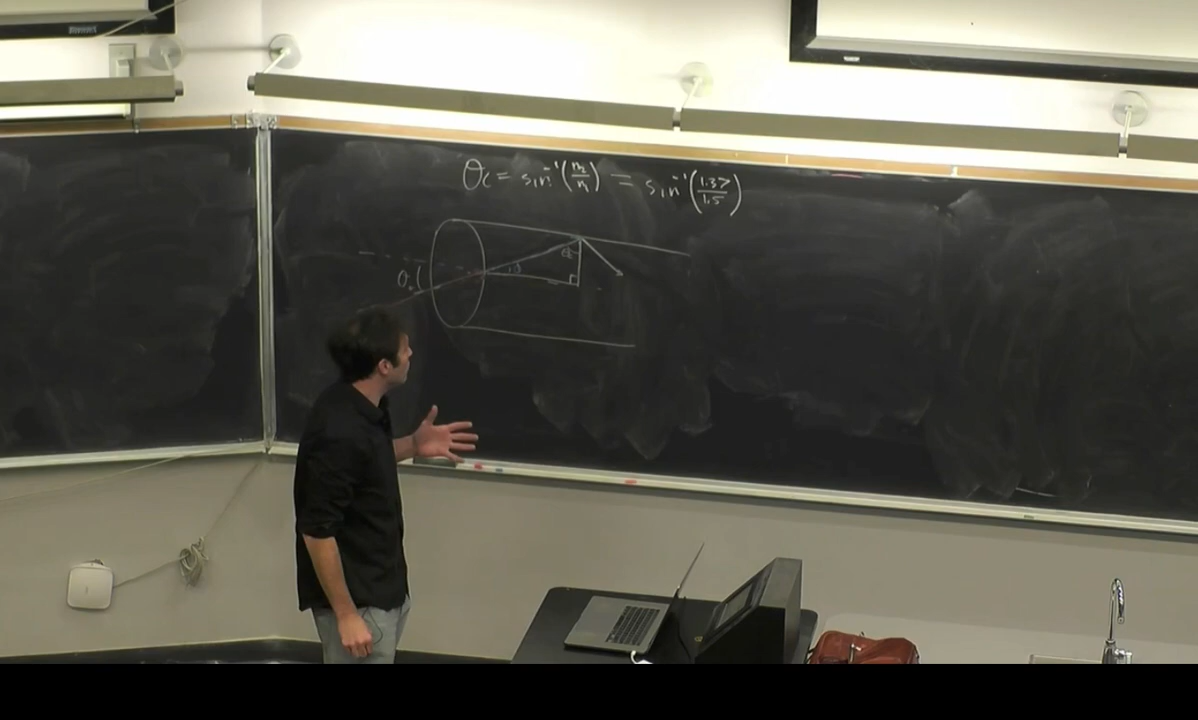 θc = sin⁻¹(n₂/n₁) = sin⁻¹(1.37/1.5)
θ